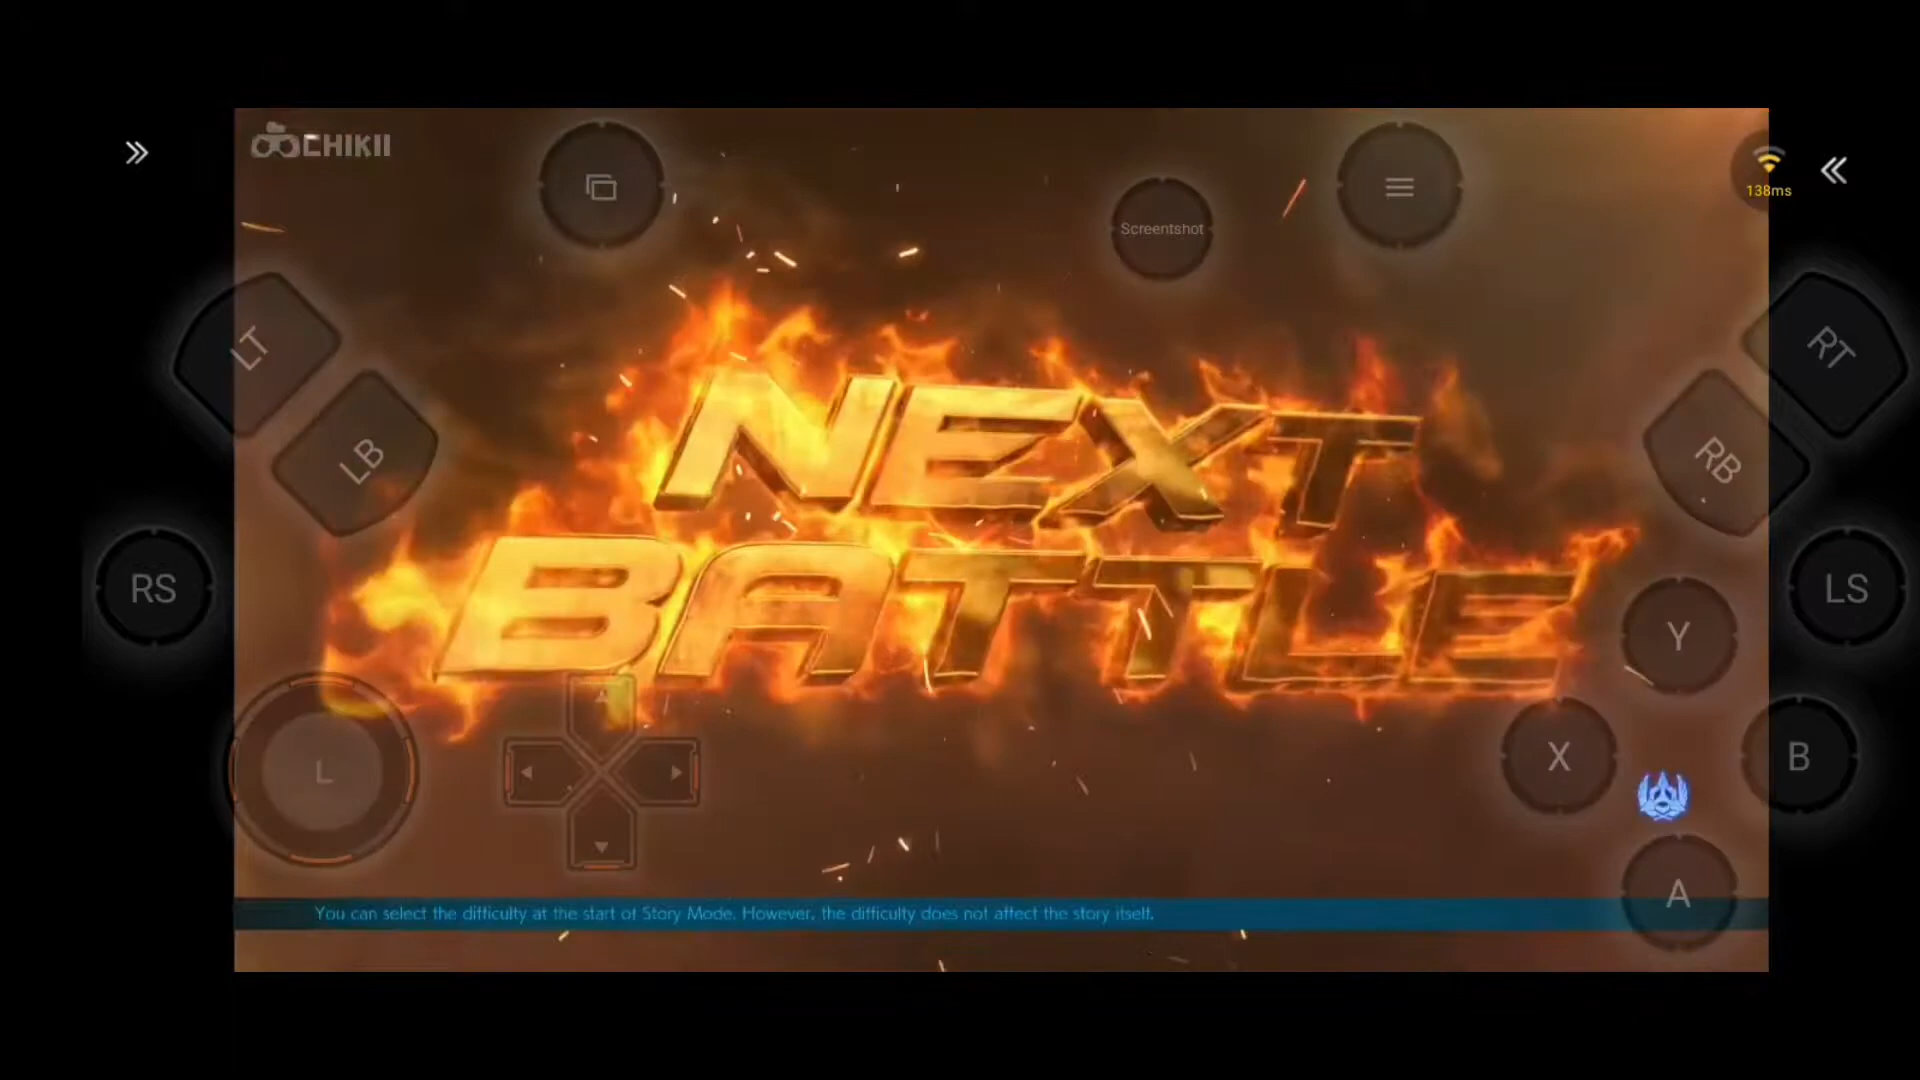 CHIKII
Screentshot
138ms
LT
RT
LB
RB
NEXT
BATTLE
RS
LS
Y
L
X
B
A
You can select the difficulty at the start of Story Mode. However, the difficulty does not affect the story itself.